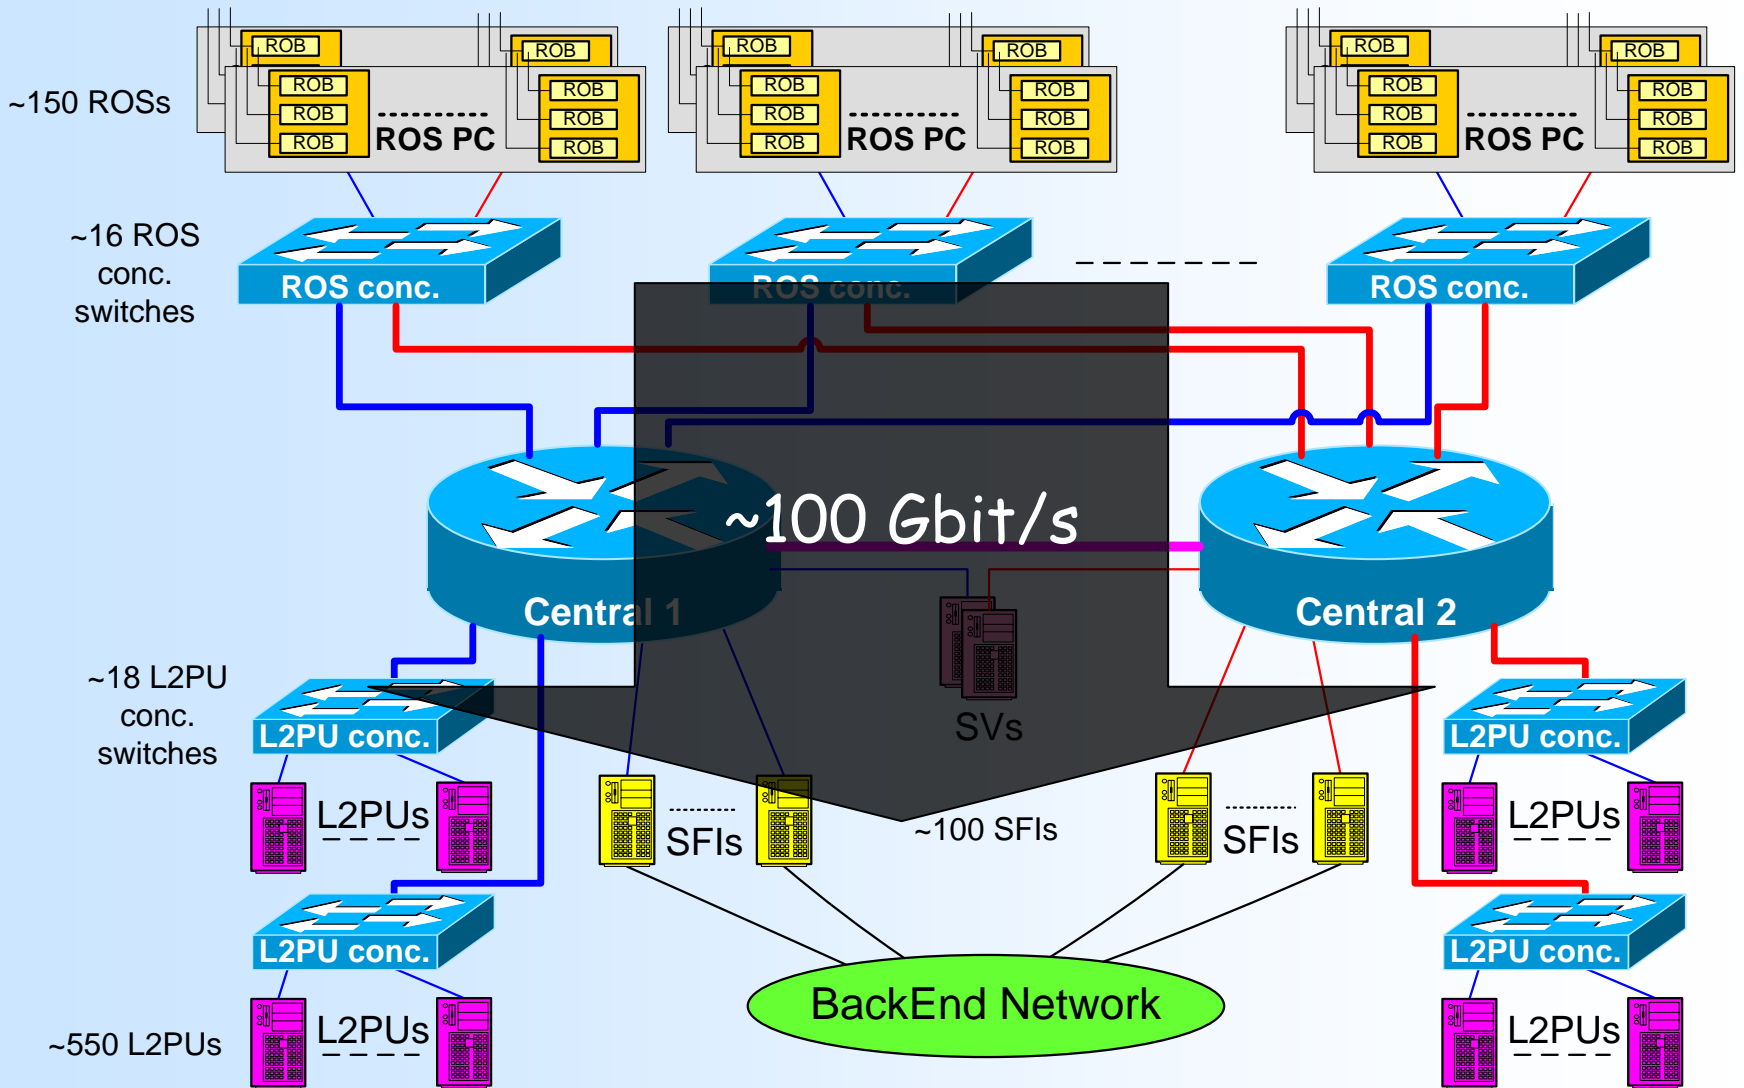 ROB ROB ROB ROB ROB ROB
ROB ROB ROB ROB ROB ROB
ROB ROB ROB ROB ROB ROB
ROB ROB ROB ROB ROB ROB
~150 ROSs
ROS PC ROS PC ROS PC
~16 ROS
conc.
switches
ROS conc. ROS conc. ROS conc.
~100 Gbit/s
Central 1 Central 2
~18 L2PU
conc.
switches
L2PU conc. SVs L2PU conc.
L2PUs SFIs ~100 SFIs SFIs L2PUs
L2PU conc. L2PU conc.
BackEnd Network
~550 L2PUs L2PUs L2PUs